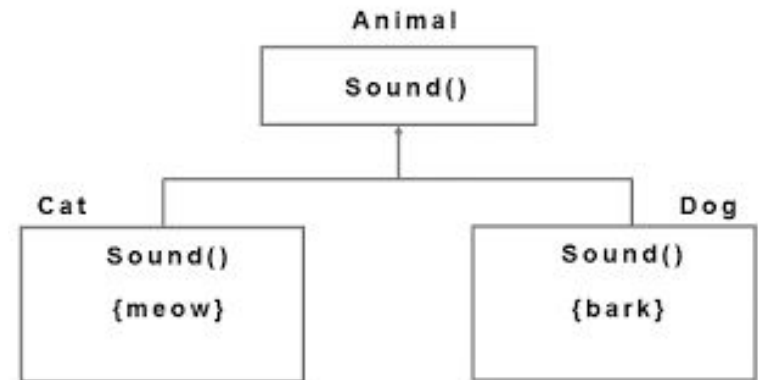 Animal
Sound()
Cat
Sound()
{meow}
Dog
Sound()
{bark}